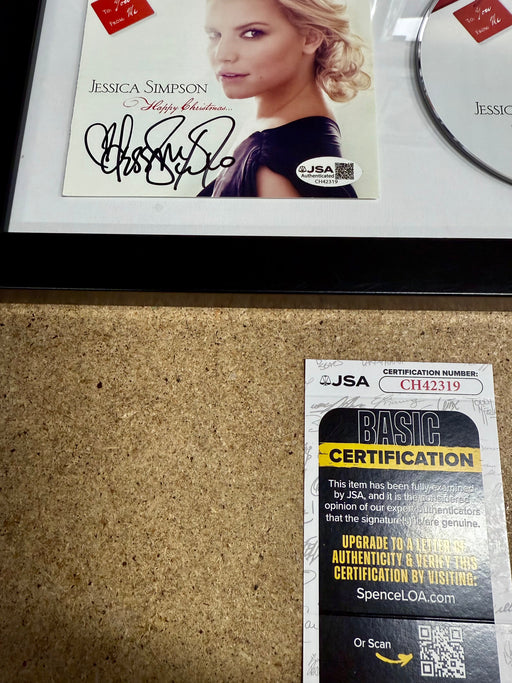 TO: You
FROM: Me
JESSICA SIMPSON
Happy Christmas...
JSA
Authenticated
CH42319
JESSIC
JSA
CERTIFICATION NUMBER:
CH42319
BASIC
CERTIFICATION
This item has been fully examined
by JSA, and it is the considered
opinion of our expert authenticators
that the signature(s) is/are genuine.
UPGRADE TO A LETTER OF
AUTHENTICITY & VERIFY THIS
CERTIFICATION BY VISITING:
SpenceLOA.com
Or Scan